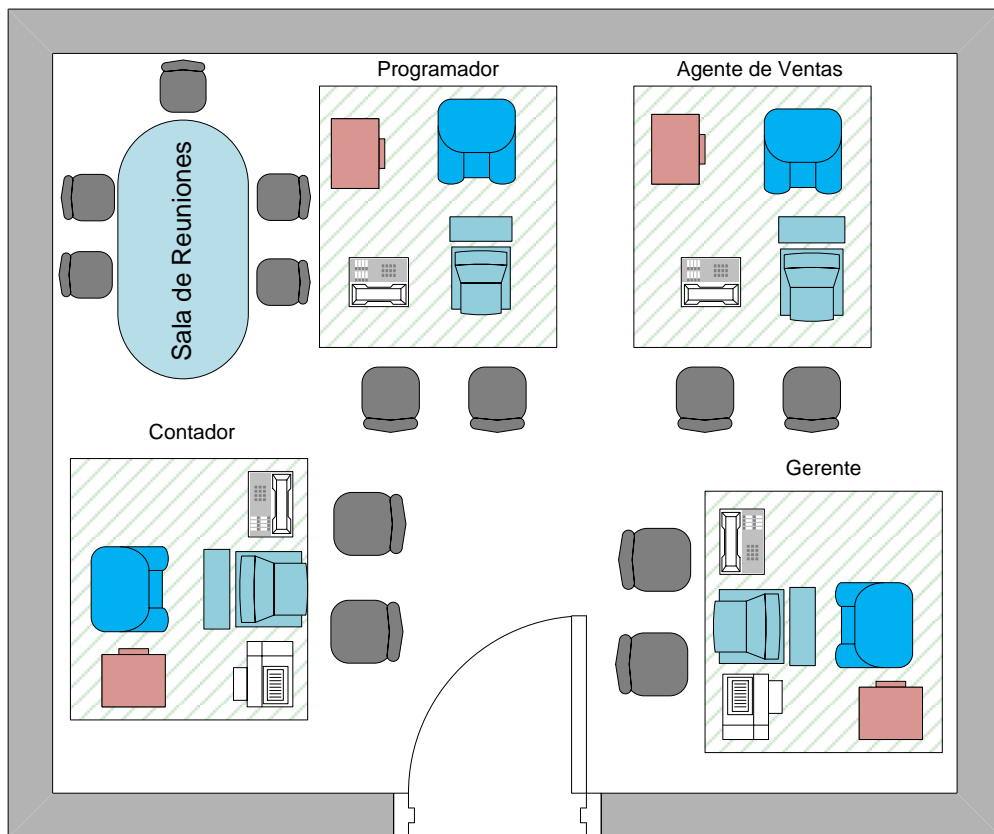 Programador
Agente de Ventas
Sala de Reuniones
Contador
Gerente